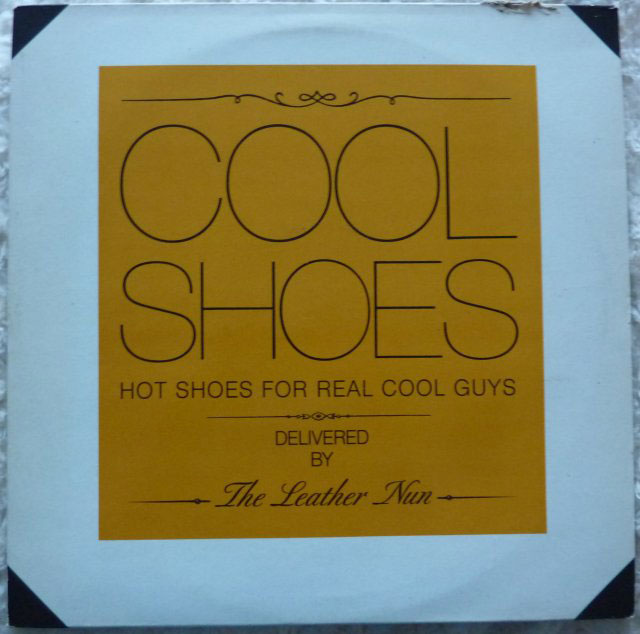 COOL
SHOES
HOT SHOES FOR REAL COOL GUYS
DELIVERED
BY
The Leather Nun